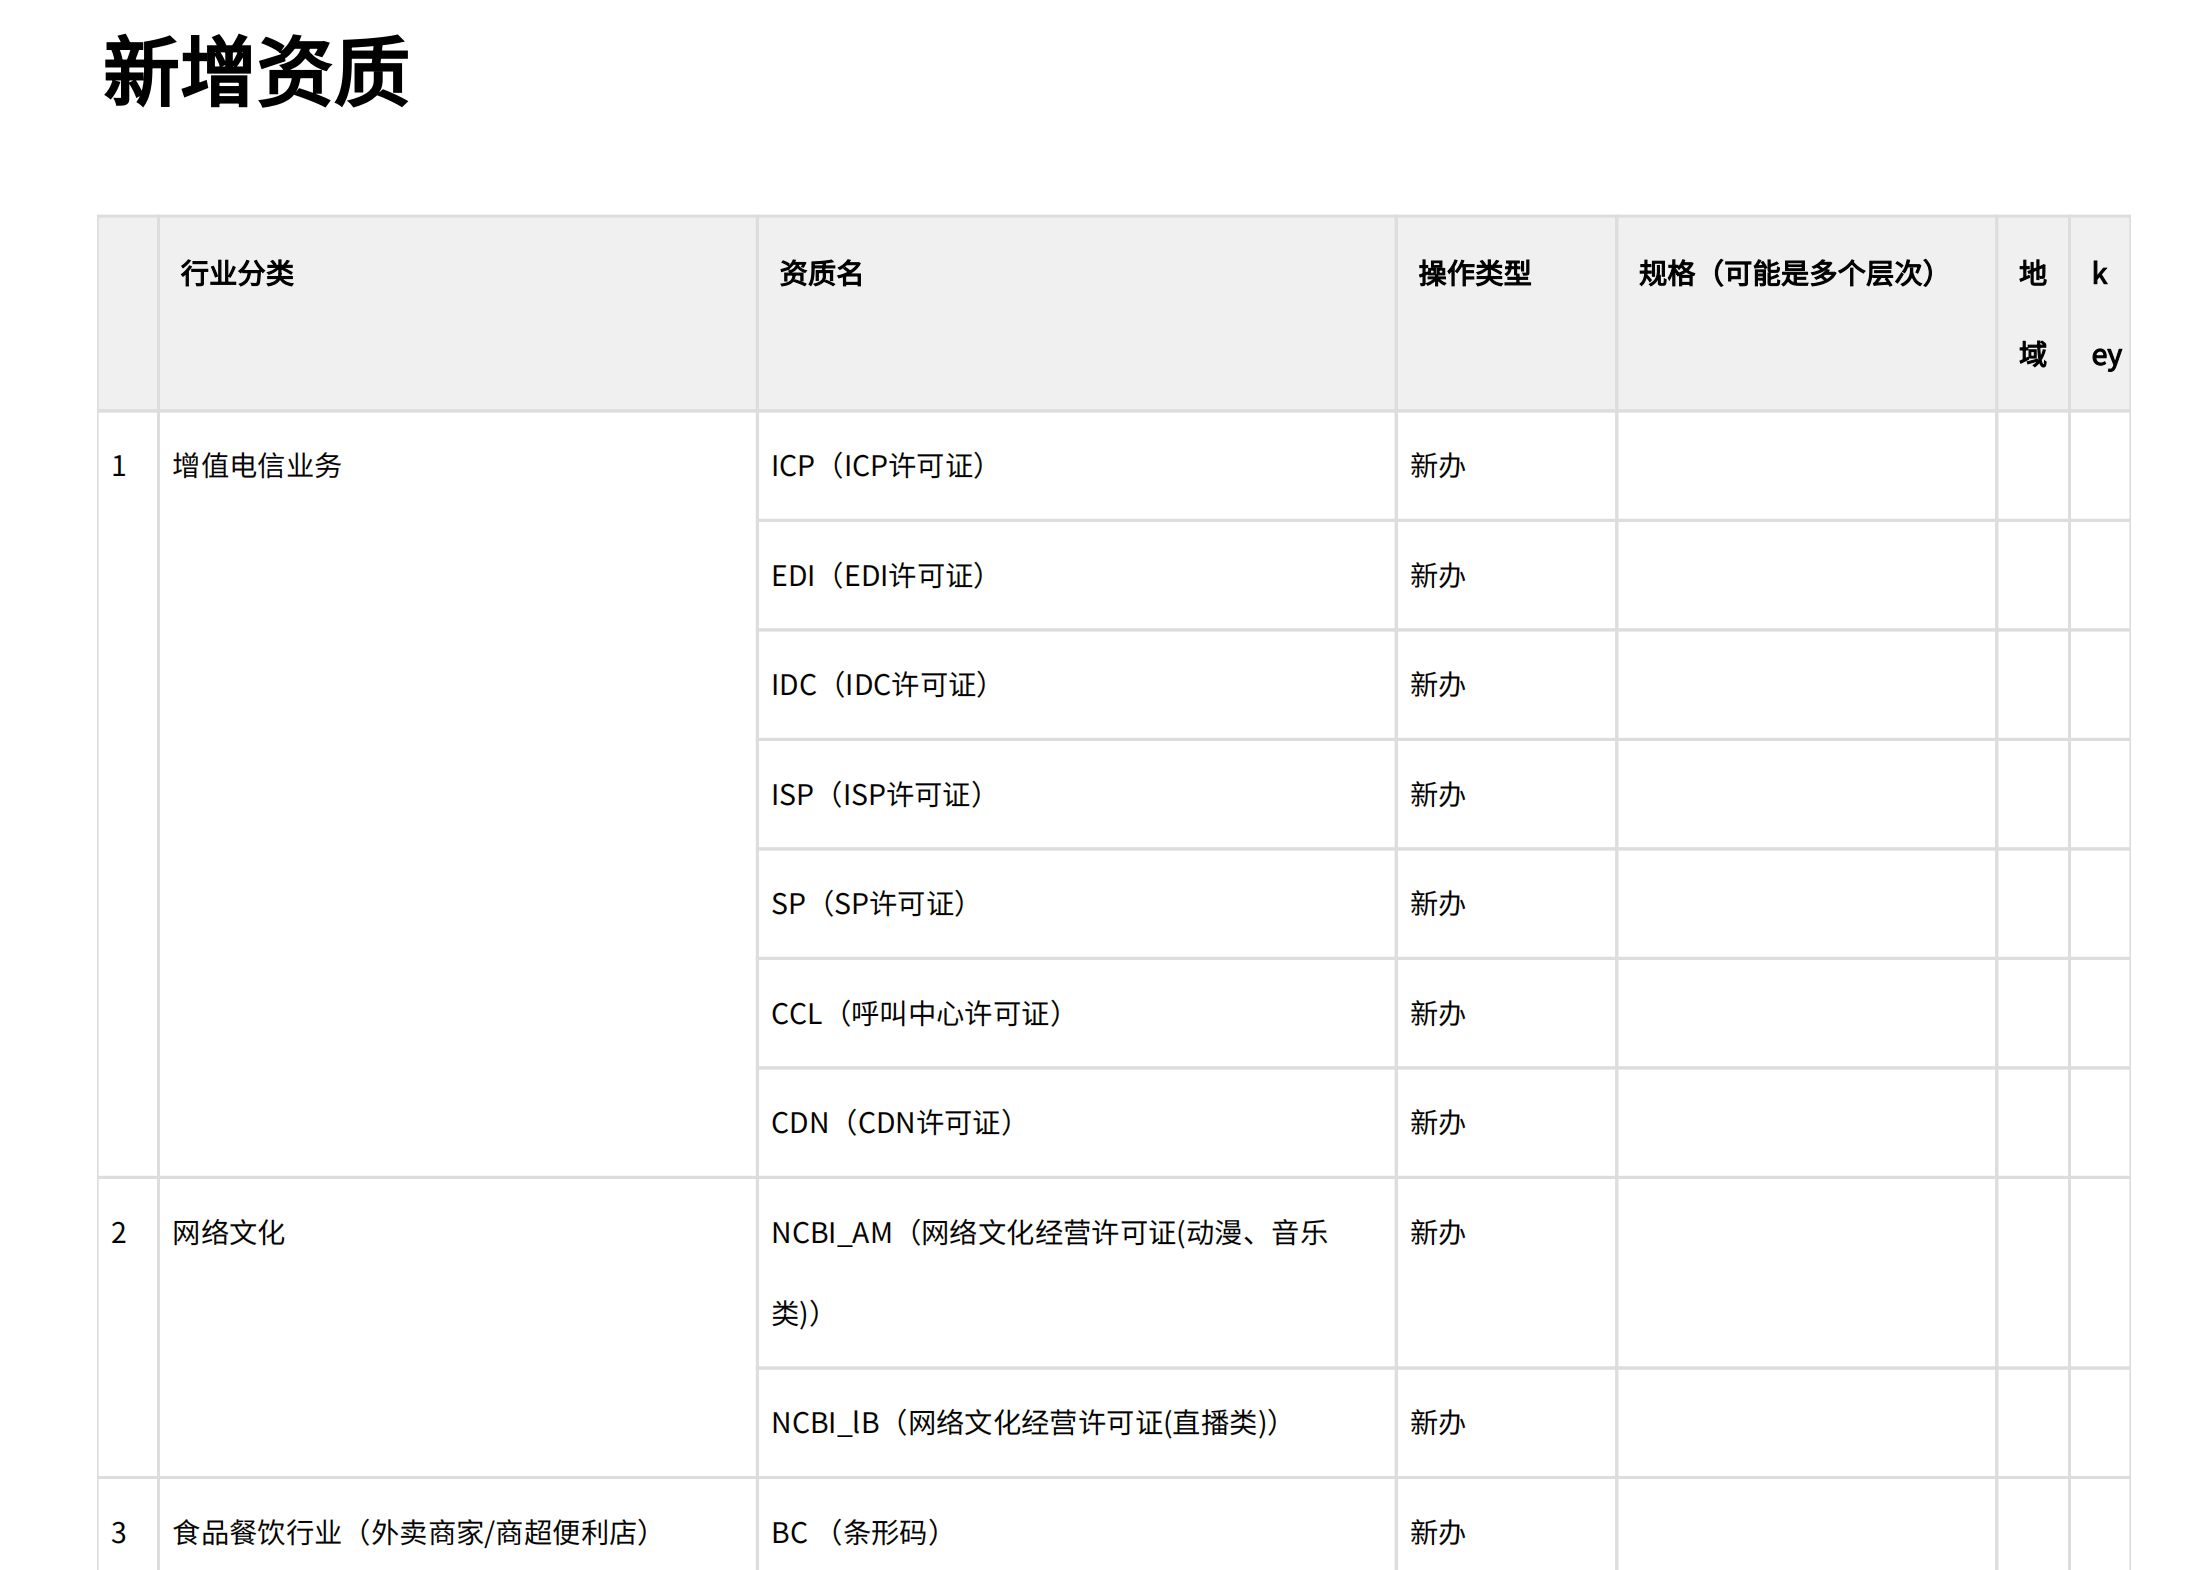 新增资质
行业分类 资质名 操作类型 规格（可能是多个层次） 地 k
域 ey
1 增值电信业务 ICP（ICP许可证） 新办
EDI（EDI许可证） 新办
IDC（IDC许可证） 新办
ISP（ISP许可证） 新办
SP（SP许可证） 新办
CCL（呼叫中心许可证） 新办
CDN（CDN许可证） 新办
2 网络文化 NCBI_AM（网络文化经营许可证(动漫、音乐 新办
类)）
NCBI_lB（网络文化经营许可证(直播类)） 新办
3 食品餐饮行业（外卖商家/商超便利店） BC （条形码） 新办